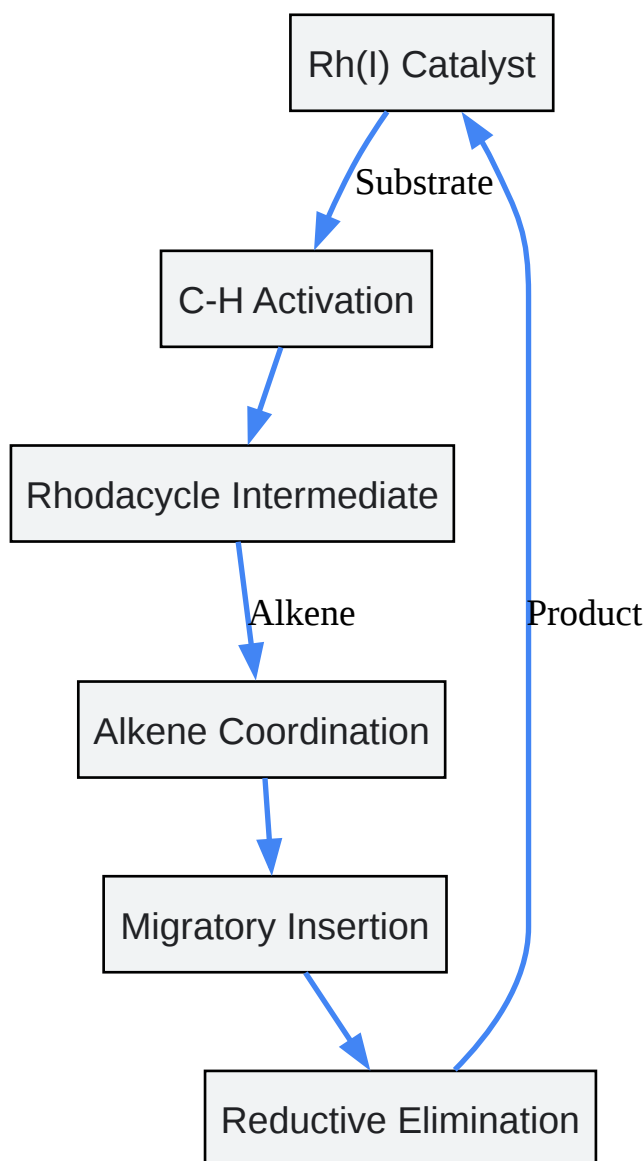 Rh(I) Catalyst
Substrate
C-H Activation
Rhodacycle Intermediate
Alkene
Product
Alkene Coordination
Migratory Insertion
Reductive Elimination